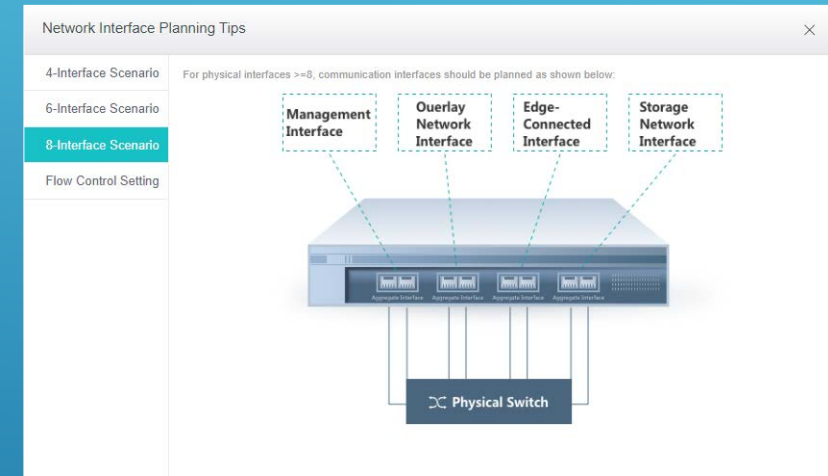 Network Interface Planning Tips
4-Interface Scenario
6-Interface Scenario
8-Interface Scenario
Flow Control Setting
For physical interfaces >=8, communication interfaces should be planned as shown below:
Management
Interface
Ouerlay
Network
Interface
Edge-
Connected
Interface
Storage
Network
Interface
Aggregate Interface Aggregate Interface Aggregate Interface Aggregate Interface
Physical Switch